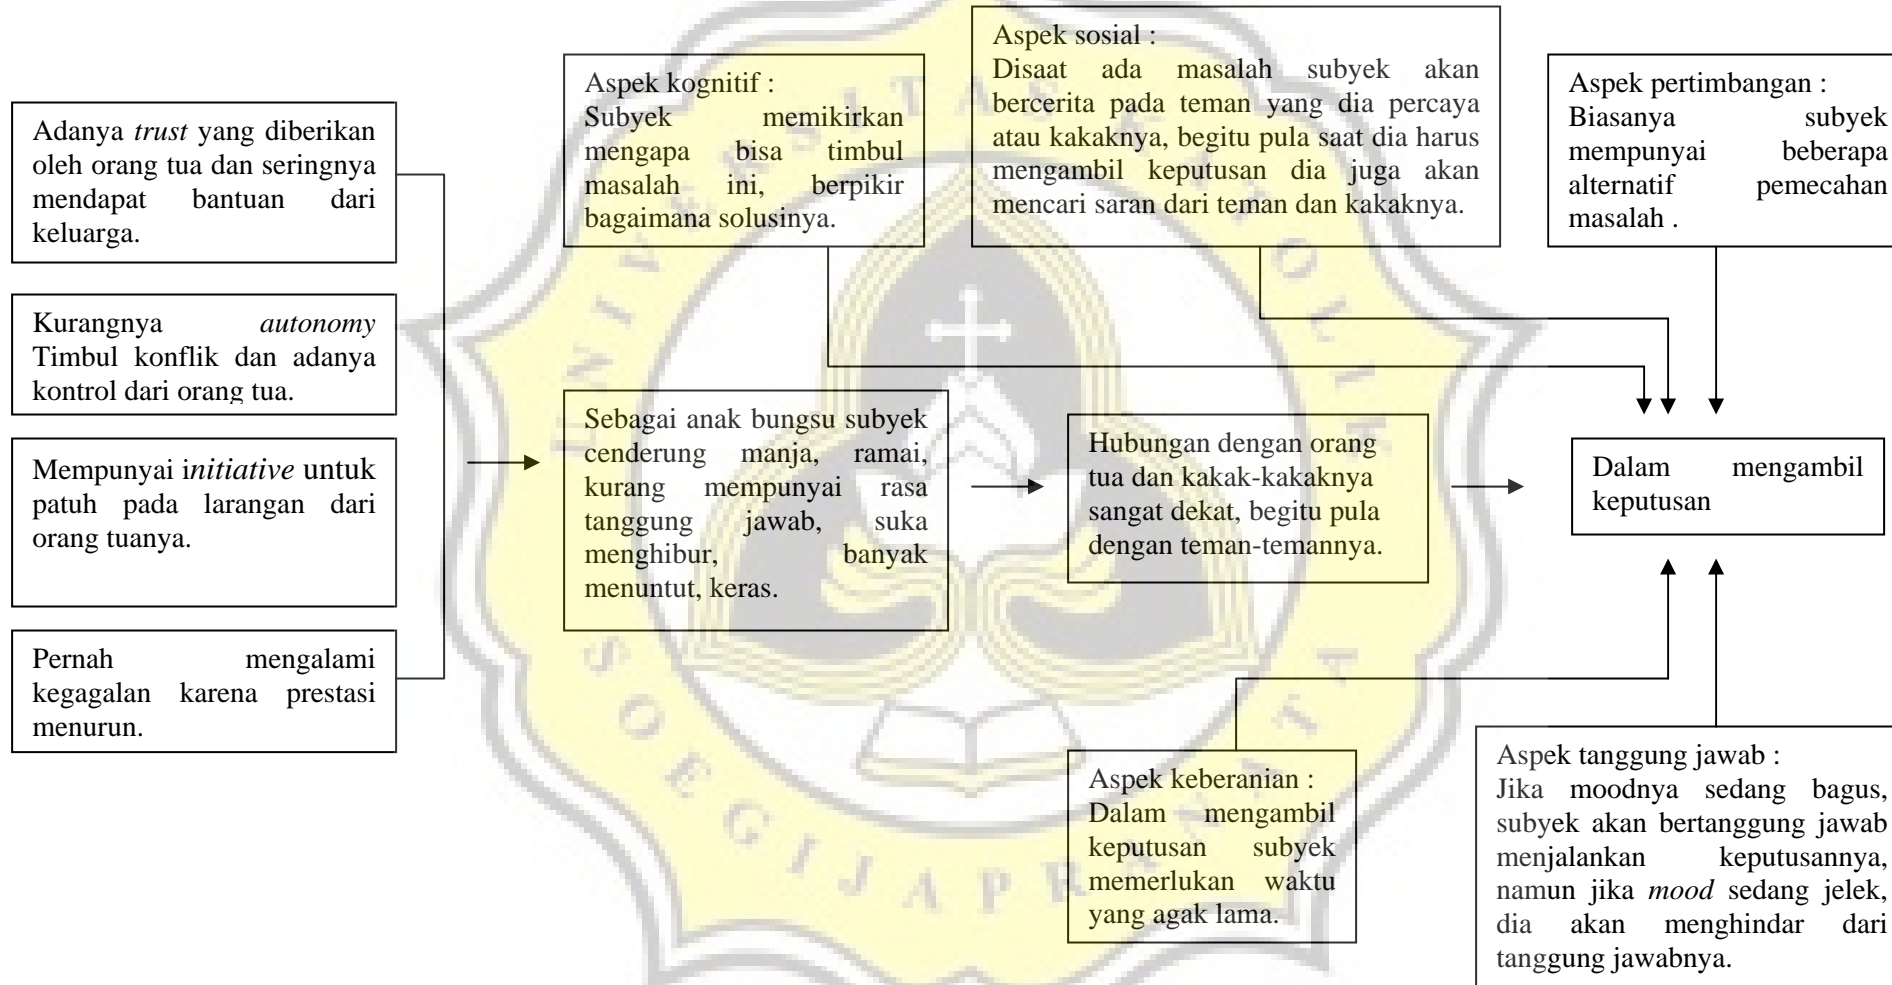 Adanya trust yang diberikan
oleh orang tua dan seringnya
mendapat bantuan dari
keluarga.
Kurangnya autonomy
Timbul konflik dan adanya
kontrol dari orang tua.
Mempunyai initiative untuk
patuh pada larangan dari
orang tuanya.
Pernah mengalami
kegagalan karena prestasi
menurun.
Aspek kognitif :
Subyek memikirkan
mengapa bisa timbul
masalah ini, berpikir
bagaimana solusinya.
Sebagai anak bungsu subyek
cenderung manja, ramai,
kurang mempunyai rasa
tanggung jawab, suka
menghibur, banyak
menuntut, keras.
Aspek sosial :
Disaat ada masalah subyek akan
bercerita pada teman yang dia percaya
atau kakaknya, begitu pula saat dia harus
mengambil keputusan dia juga akan
mencari saran dari teman dan kakaknya.
Hubungan dengan orang
tua dan kakak-kakaknya
sangat dekat, begitu pula
dengan teman-temannya.
Aspek pertimbangan :
Biasanya subyek
mempunyai beberapa
alternatif pemecahan
masalah .
Dalam mengambil
keputusan
Aspek keberanian :
Dalam mengambil
keputusan subyek
memerlukan waktu
yang agak lama.
Aspek tanggung jawab :
Jika moodnya sedang bagus,
subyek akan bertanggung jawab
menjalankan keputusannya,
namun jika mood sedang jelek,
dia akan menghindar dari
tanggung jawabnya.
UNIVERSITAS KATOLIK
SOEGIJAPRANATA